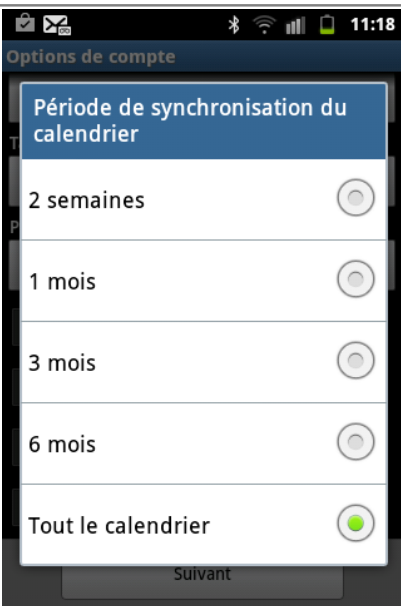 11:18
Options de compte
Période de synchronisation du
calendrier
2 semaines
1 mois
3 mois
6 mois
Tout le calendrier
Suivant